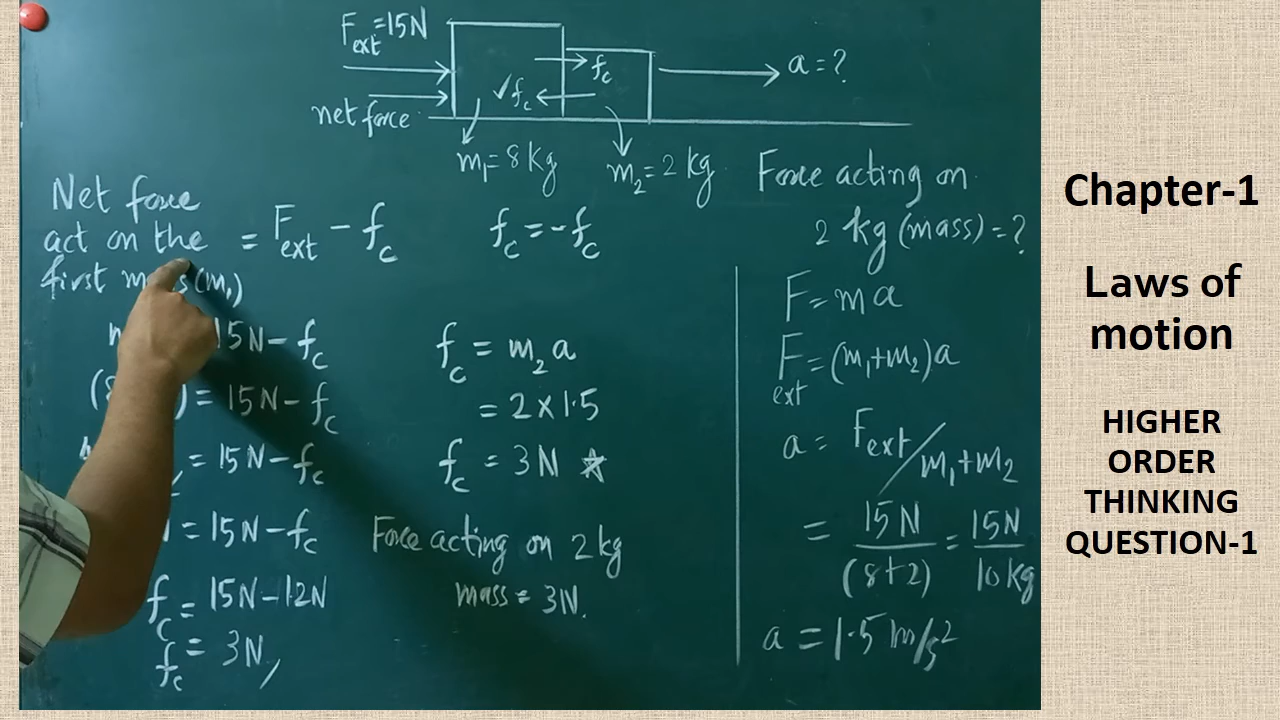 F_ext=15N
f_c
a = ?
✓f_c
net force
m₁= 8 kg
m₂= 2 kg
Force acting on
2 kg (mass) = ?
Net force
act on the = F_ext - f_c
first (m₁)
f_c = -f_c
15N - f_c
= 15N - f_c
= 15N - f_c
= 15N - f_c
f_c = 15N - 12N
f_c = 3N
f_c = m₂a
= 2 × 1.5
f_c = 3N ☆
Force acting on 2 kg
mass = 3N.
F = ma
F_ext = (m₁+m₂)a
a = F_ext/m₁+m₂
= 15N/(8+2) = 15N/10kg
a = 1.5 m/s²
Chapter-1
Laws of
motion
HIGHER
ORDER
THINKING
QUESTION-1